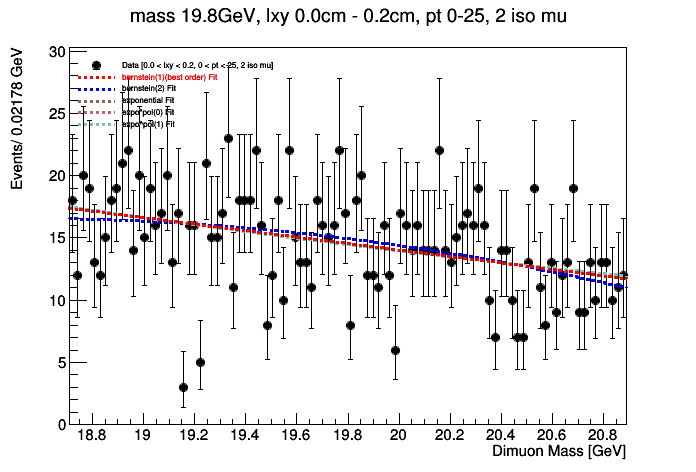 mass 19.8GeV, lxy 0.0cm - 0.2cm, pt 0-25, 2 iso mu
Events/ 0.02178 GeV
30
25
20
15
10
5
0
Data [0.0 < lxy < 0.2, 0 < pt < 25, 2 iso mu]
bernstein(1)(best order) Fit
bernstein(2) Fit
exponential Fit
expo*pol(0) Fit
expo*pol(1) Fit
18.8 19 19.2 19.4 19.6 19.8 20 20.2 20.4 20.6 20.8
Dimuon Mass [GeV]